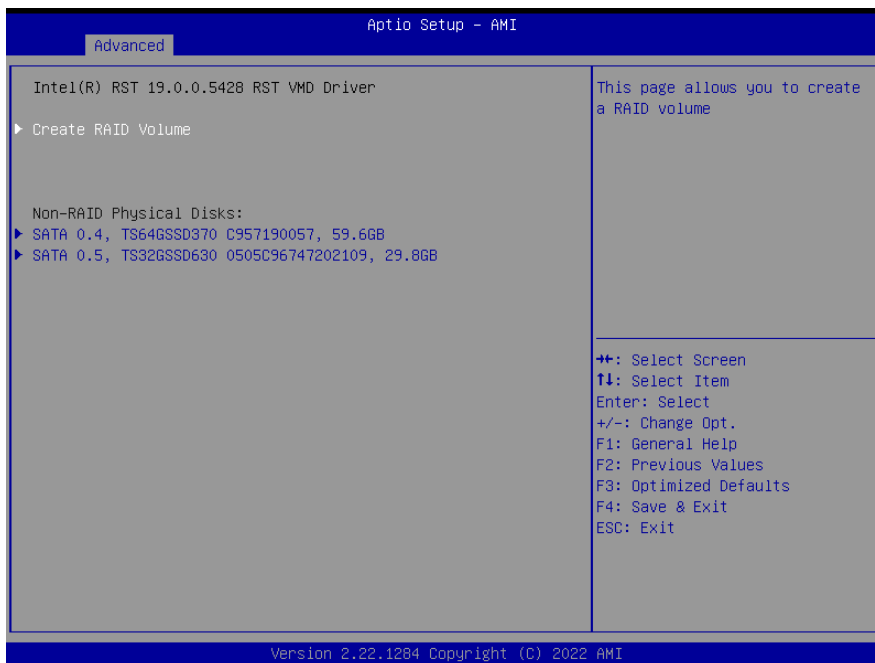 Aptio Setup - AMI
Advanced
Intel(R) RST 19.0.0.5428 RST VMD Driver
Create RAID Volume
Non-RAID Physical Disks:
SATA 0.4, TS64GSSD370 C957190057, 59.6GB
SATA 0.5, TS32GSSD630 0505C96747202109, 29.8GB
This page allows you to create
a RAID volume
→←: Select Screen
↑↓: Select Item
Enter: Select
+/-: Change Opt.
F1: General Help
F2: Previous Values
F3: Optimized Defaults
F4: Save & Exit
ESC: Exit
Version 2.22.1284 Copyright (C) 2022 AMI